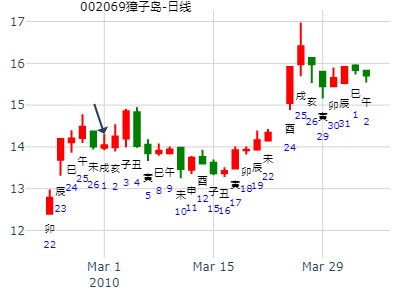 002069獐子岛-日线
17
16
15
14
13
12
卯
22
辰
23
巳
24
午
25
未
26
戌
1
亥
2
子
3
丑
4
寅
5
巳
8
午
9
未
10
申
11
酉
12
子
15
丑
16
寅
17
卯
18
辰
19
未
22
酉
24
戌
25
亥
26
寅
29
卯
30
辰
31
巳
1
午
2
Mar 1
2010
Mar 15
Mar 29